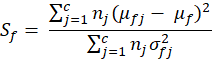 S_f = \frac{\sum_{j=1}^{c} n_j (\mu_{fj} - \mu_f)^2}{\sum_{j=1}^{c} n_j \sigma_{fj}^2}